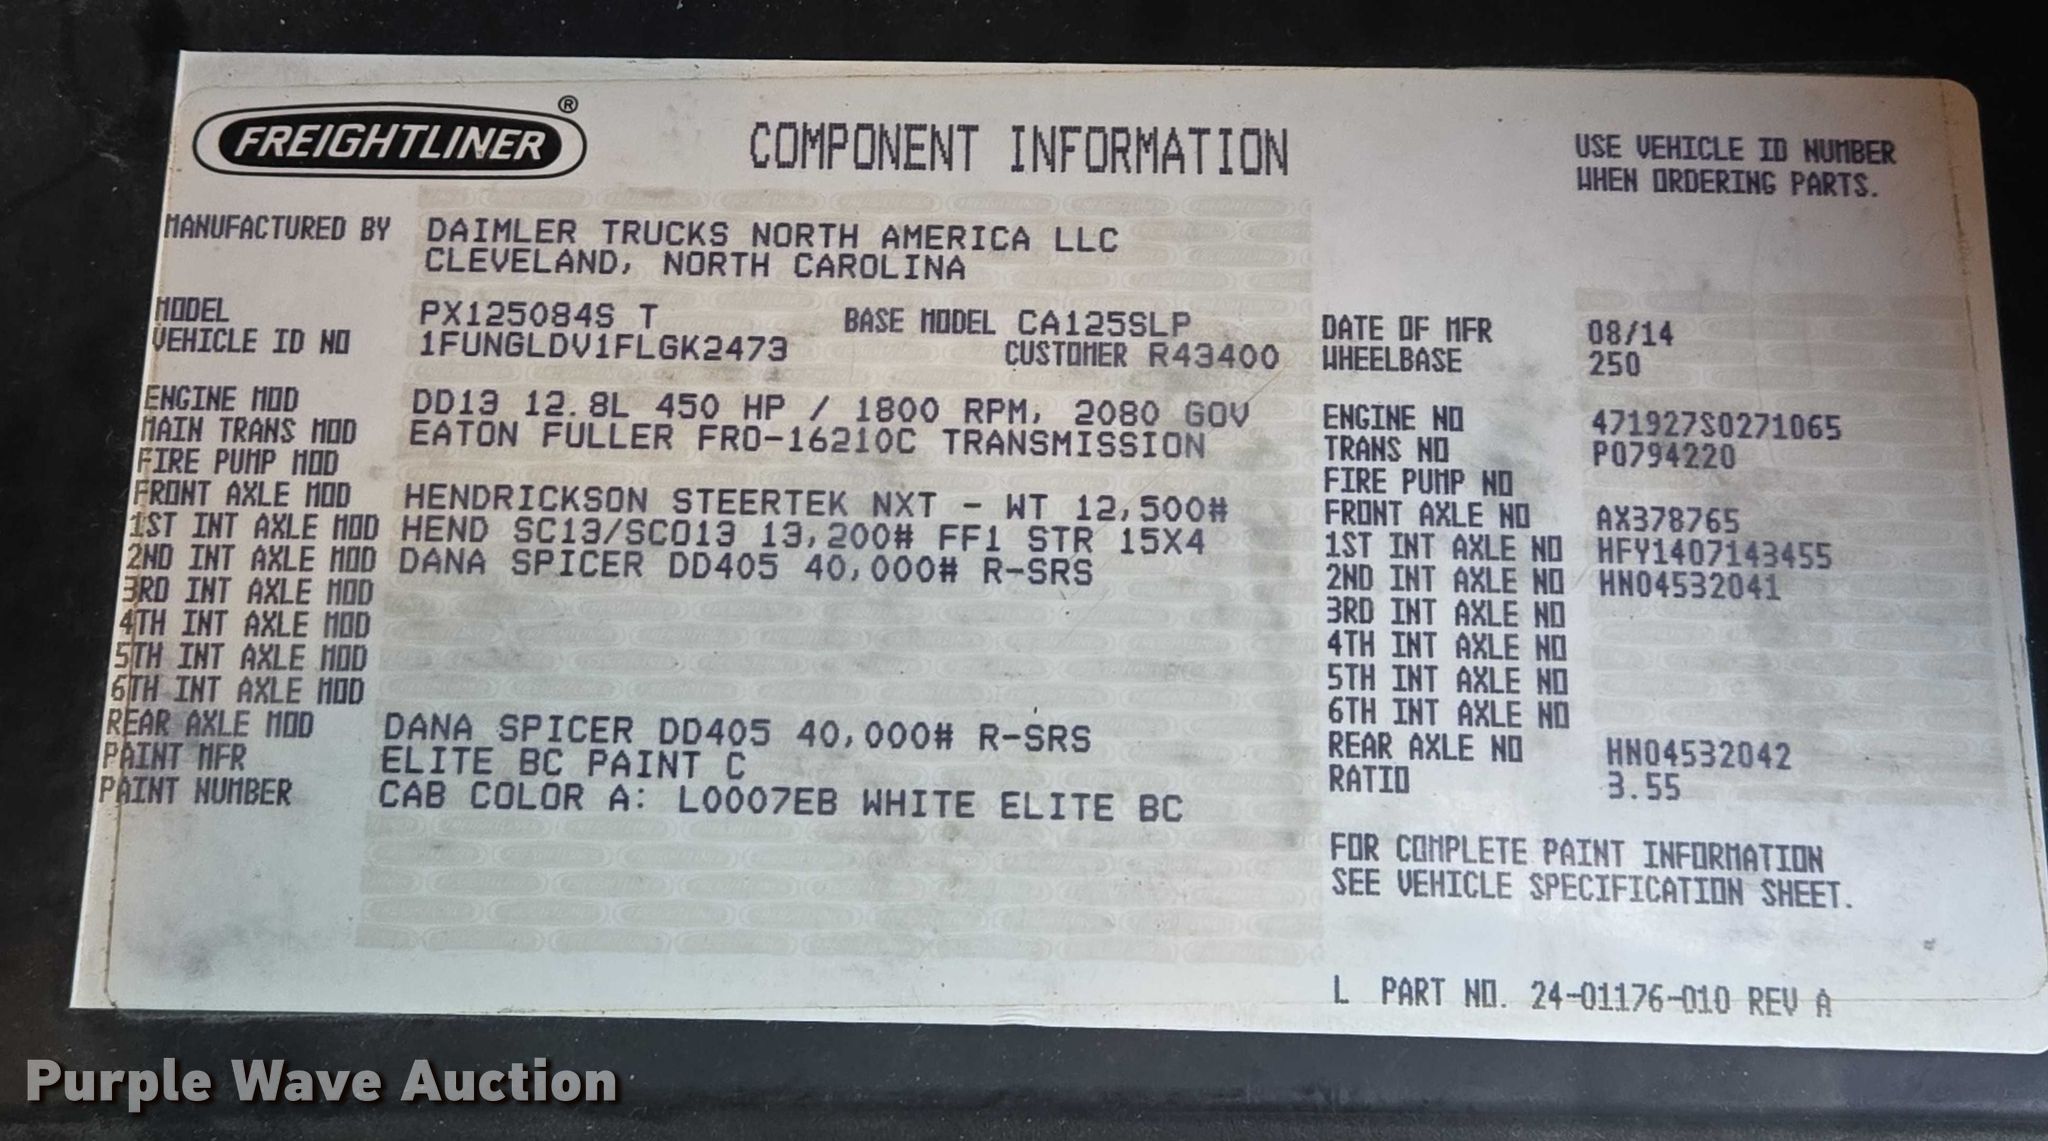 FREIGHTLINER®
COMPONENT INFORMATION
USE VEHICLE ID NUMBER
WHEN ORDERING PARTS.
MANUFACTURED BY DAIMLER TRUCKS NORTH AMERICA LLC
CLEVELAND, NORTH CAROLINA
MODEL PX125084S T BASE MODEL CA125SLP DATE OF MFR 08/14
VEHICLE ID NO 1FUNGLDV1FLGK2473 CUSTOMER R43400 WHEELBASE 250
ENGINE MOD DD13 12.8L 450 HP / 1800 RPM, 2080 GOV ENGINE NO 471927S0271065
MAIN TRANS MOD EATON FULLER FRO-16210C TRANSMISSION TRANS NO P0794220
FIRE PUMP MOD FIRE PUMP NO
FRONT AXLE MOD HENDRICKSON STEERTEK NXT - WT 12,500# FRONT AXLE NO AX378765
1ST INT AXLE MOD HEND SC13/SCO13 13,200# FF1 STR 15X4 1ST INT AXLE NO HFY1407143455
2ND INT AXLE MOD DANA SPICER DD405 40,000# R-SRS 2ND INT AXLE NO HN04532041
3RD INT AXLE MOD 3RD INT AXLE NO
4TH INT AXLE MOD 4TH INT AXLE NO
5TH INT AXLE MOD 5TH INT AXLE NO
6TH INT AXLE MOD 6TH INT AXLE NO
REAR AXLE MOD DANA SPICER DD405 40,000# R-SRS REAR AXLE NO HN04532042
PAINT MFR ELITE BC PAINT C RATIO 3.55
PAINT NUMBER CAB COLOR A: L0007EB WHITE ELITE BC
FOR COMPLETE PAINT INFORMATION
SEE VEHICLE SPECIFICATION SHEET.
L PART NO. 24-01176-010 REV A
Purple Wave Auction